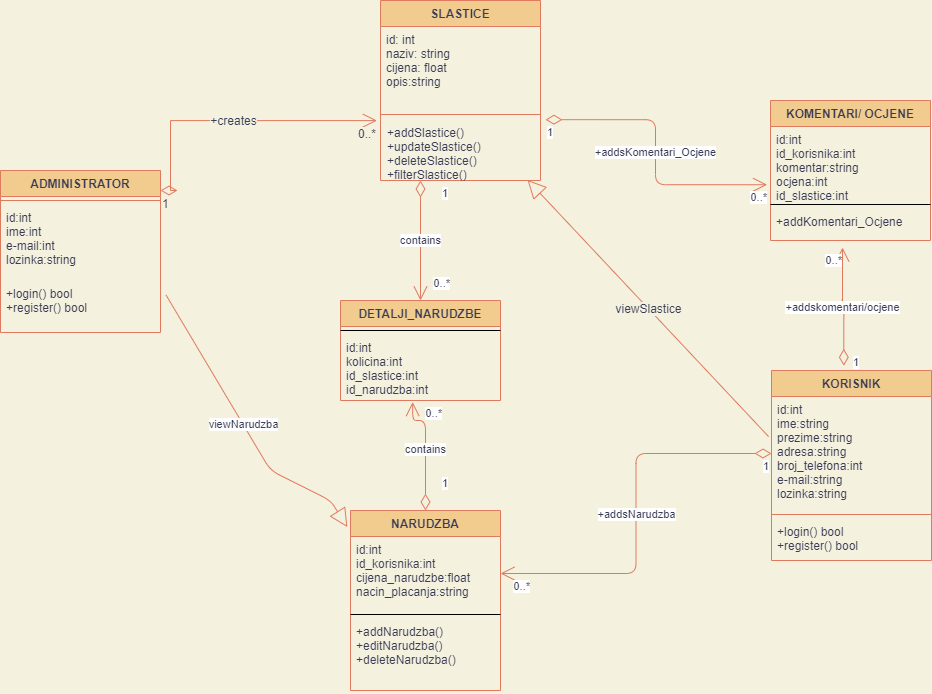 SLASTICE
id: int
naziv: string
cijena: float
opis:string
+addSlastice()
+updateSlastice()
+deleteSlastice()
+filterSlastice()
+creates
0..*
1
ADMINISTRATOR
id:int
ime:int
e-mail:int
lozinka:string
+login() bool
+register() bool
1
+addsKomentari_Ocjene
0..*
KOMENTARI/ OCJENE
id:int
id_korisnika:int
komentar:string
ocjena:int
id_slastice:int
+addKomentari_Ocjene
1
contains
0..*
DETALJI_NARUDZBE
id:int
kolicina:int
id_slastice:int
id_narudzba:int
viewSlastice
0..*
+addskomentari/ocjene
1
KORISNIK
id:int
ime:string
prezime:string
adresa:string
broj_telefona:int
e-mail:string
lozinka:string
+login() bool
+register() bool
viewNarudzba
0..*
contains
1
1
+addsNarudzba
0..*
NARUDZBA
id:int
id_korisnika:int
cijena_narudzbe:float
nacin_placanja:string
+addNarudzba()
+editNarudzba()
+deleteNarudzba()